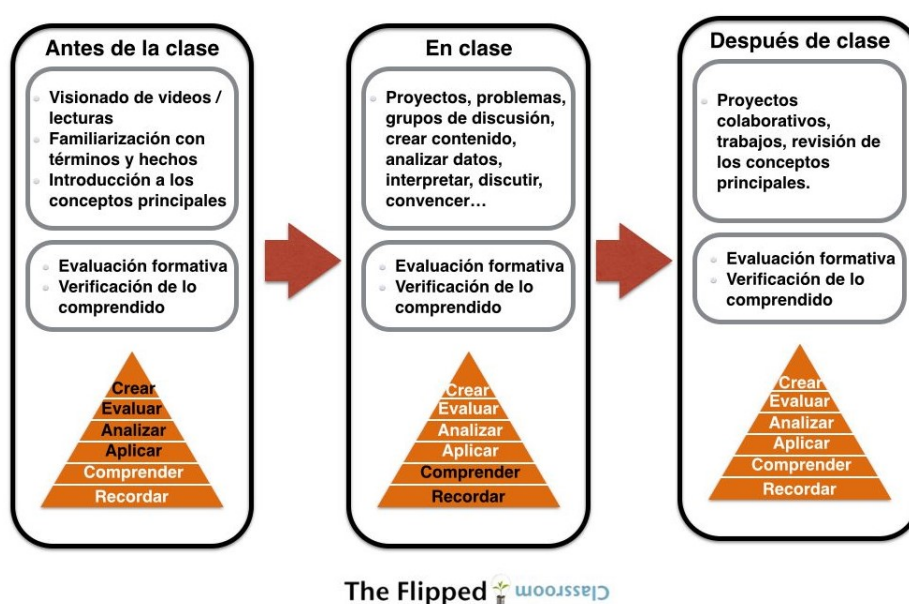 Antes de la clase
Visionado de videos /
lecturas
Familiarización con
términos y hechos
Introducción a los
conceptos principales
Evaluación formativa
Verificación de lo
comprendido
Crear
Evaluar
Analizar
Aplicar
Comprender
Recordar
En clase
Proyectos, problemas,
grupos de discusión,
crear contenido,
analizar datos,
interpretar, discutir,
convencer…
Evaluación formativa
Verificación de lo
comprendido
Crear
Evaluar
Analizar
Aplicar
Comprender
Recordar
Después de clase
Proyectos
colaborativos,
trabajos, revisión de
los conceptos
principales.
Evaluación formativa
Verificación de lo
comprendido
Crear
Evaluar
Analizar
Aplicar
Comprender
Recordar
The Flipped Classroom